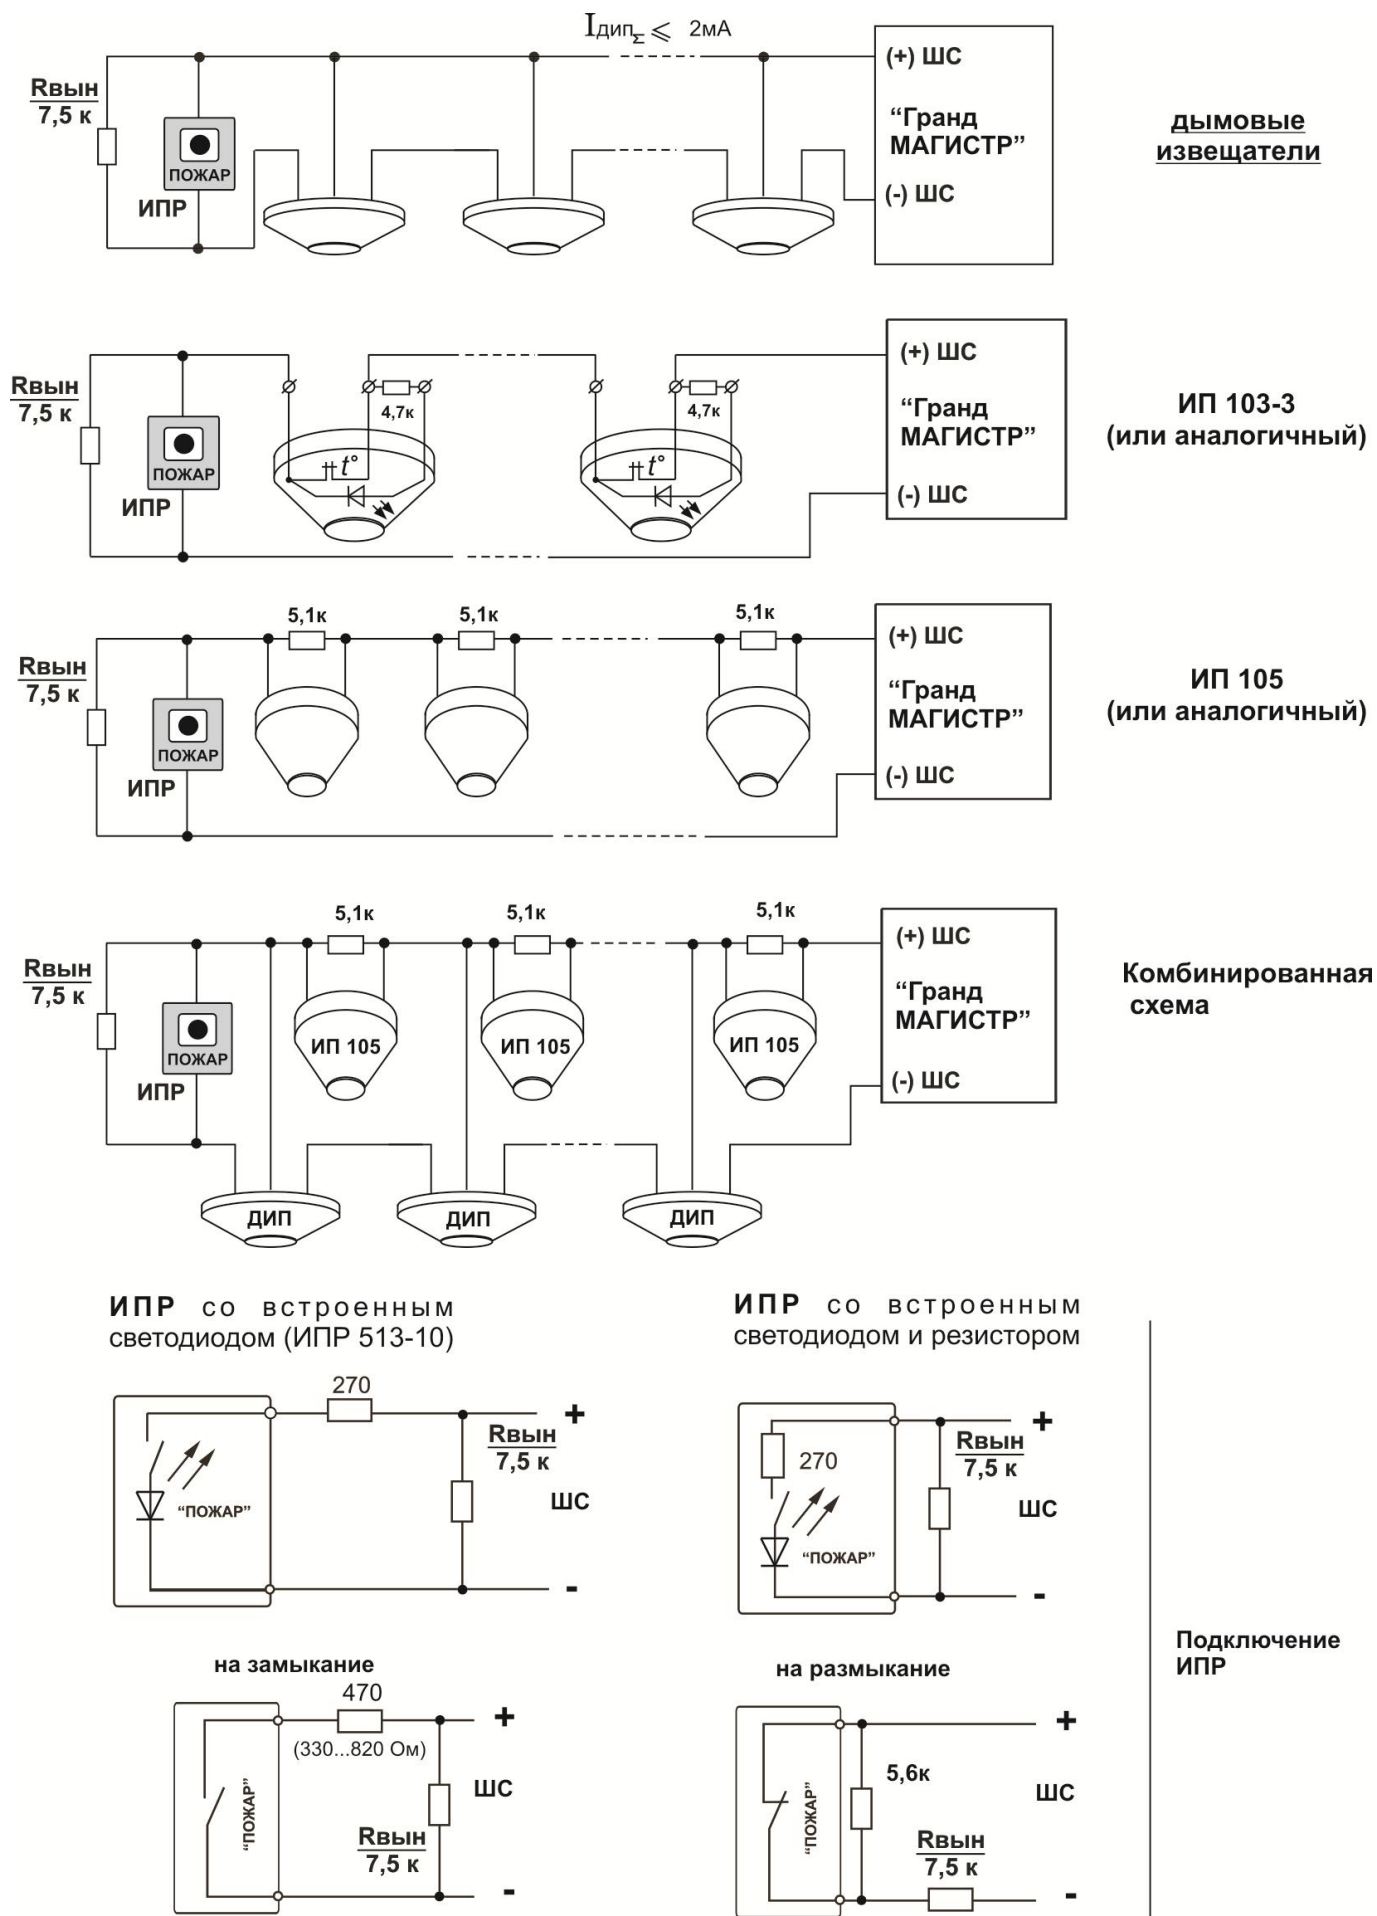 Iдип Σ ⩽ 2мА
(+) ШС
Rвын
7,5 к
“Гранд
МАГИСТР”
дымовые
извещатели
ПОЖАР
ИПР
(-) ШС
(+) ШС
Rвын
7,5 к
4,7к
4,7к
“Гранд
МАГИСТР”
ИП 103-3
(или аналогичный)
t°
t°
ПОЖАР
ИПР
(-) ШС
5,1к
5,1к
5,1к
(+) ШС
Rвын
7,5 к
“Гранд
МАГИСТР”
ИП 105
(или аналогичный)
ПОЖАР
ИПР
(-) ШС
5,1к
5,1к
5,1к
(+) ШС
Rвын
7,5 к
“Гранд
МАГИСТР”
Комбинированная
схема
ПОЖАР
ИП 105
ИП 105
ИП 105
ИПР
(-) ШС
ДИП
ДИП
ДИП
ИПР со встроенным
светодиодом (ИПР 513-10)
270
+
Rвын
7,5 к
“ПОЖАР”
ШС
-
ИПР со встроенным
светодиодом и резистором
+
Rвын
7,5 к
270
ШС
“ПОЖАР”
-
Подключение
ИПР
на замыкание
470
+
(330...820 Ом)
“ПОЖАР”
ШС
Rвын
7,5 к
-
на размыкание
+
5,6к
“ПОЖАР”
ШС
Rвын
7,5 к
-